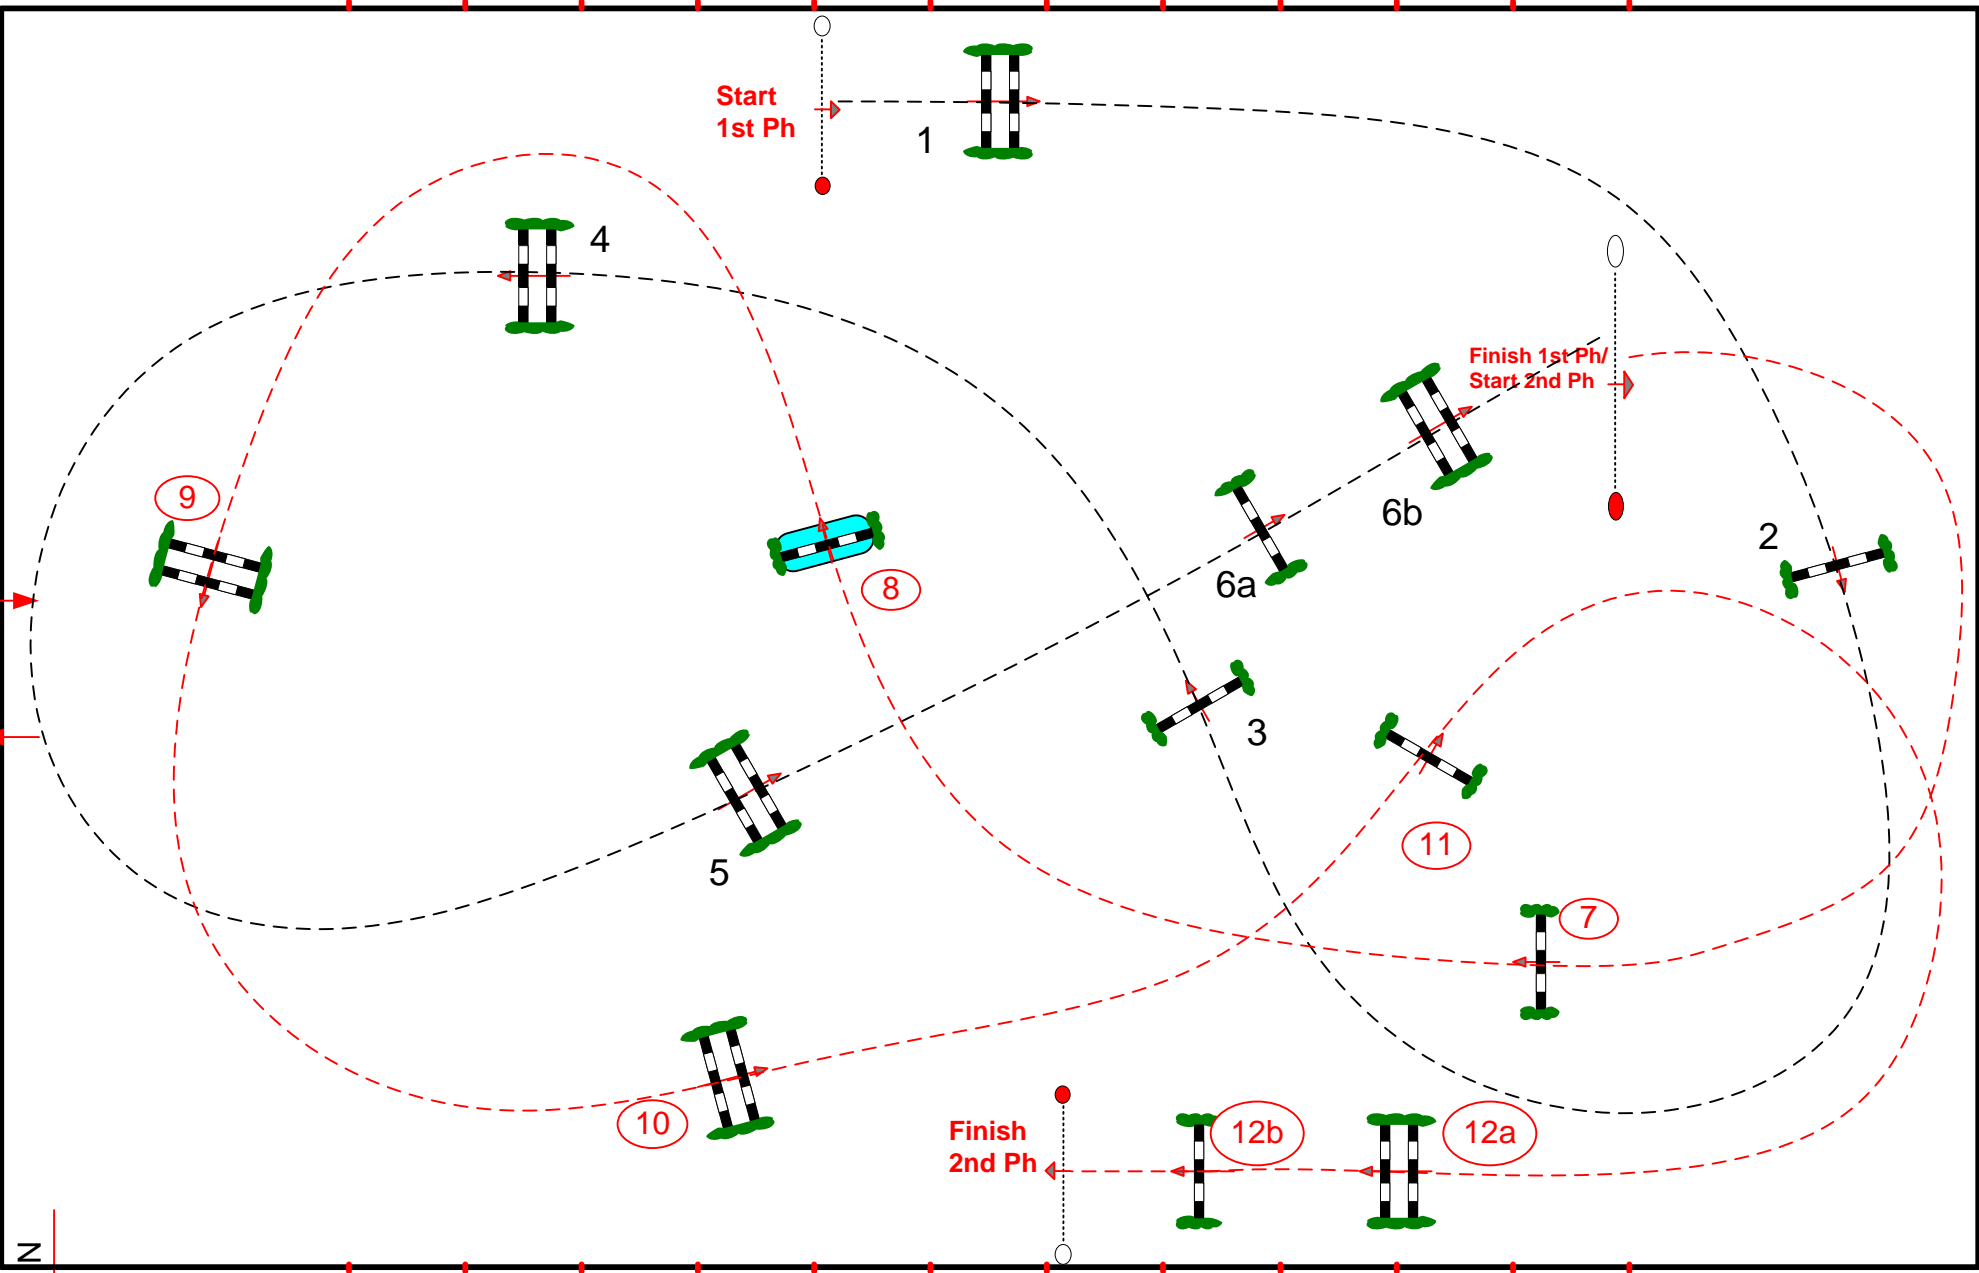 Start
1st Ph
1
4
Finish 1st Ph/
Start 2nd Ph
9
6b
2
8
6a
3
11
5
7
10
12b
12a
Finish
2nd Ph
N